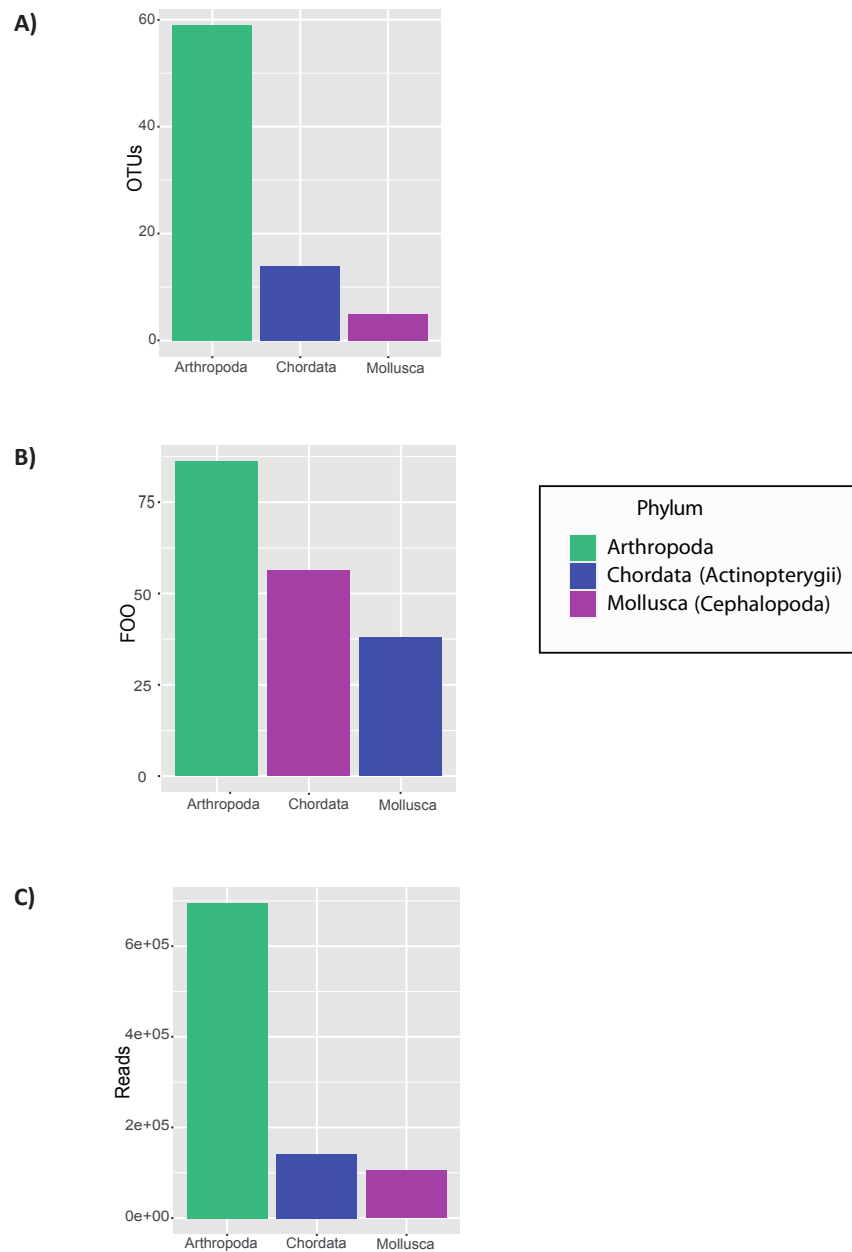 A)
60
40
20
0
OTUs
Arthropoda Chordata Mollusca
B)
75
50
25
0
FOO
Arthropoda Chordata Mollusca
Phylum
Arthropoda
Chordata (Actinopterygii)
Mollusca (Cephalopoda)
C)
6e+05
4e+05
2e+05
0e+00
Reads
Arthropoda Chordata Mollusca